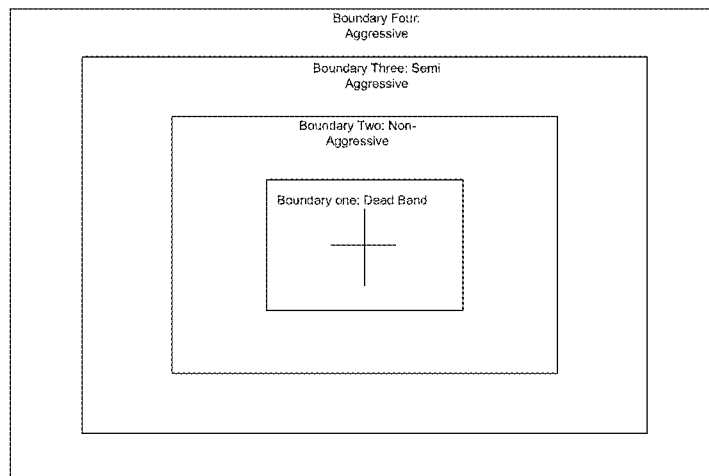 Boundary Four:
Aggressive
Boundary Three: Semi
Aggressive
Boundary Two: Non-
Aggressive
Boundary one: Dead Band